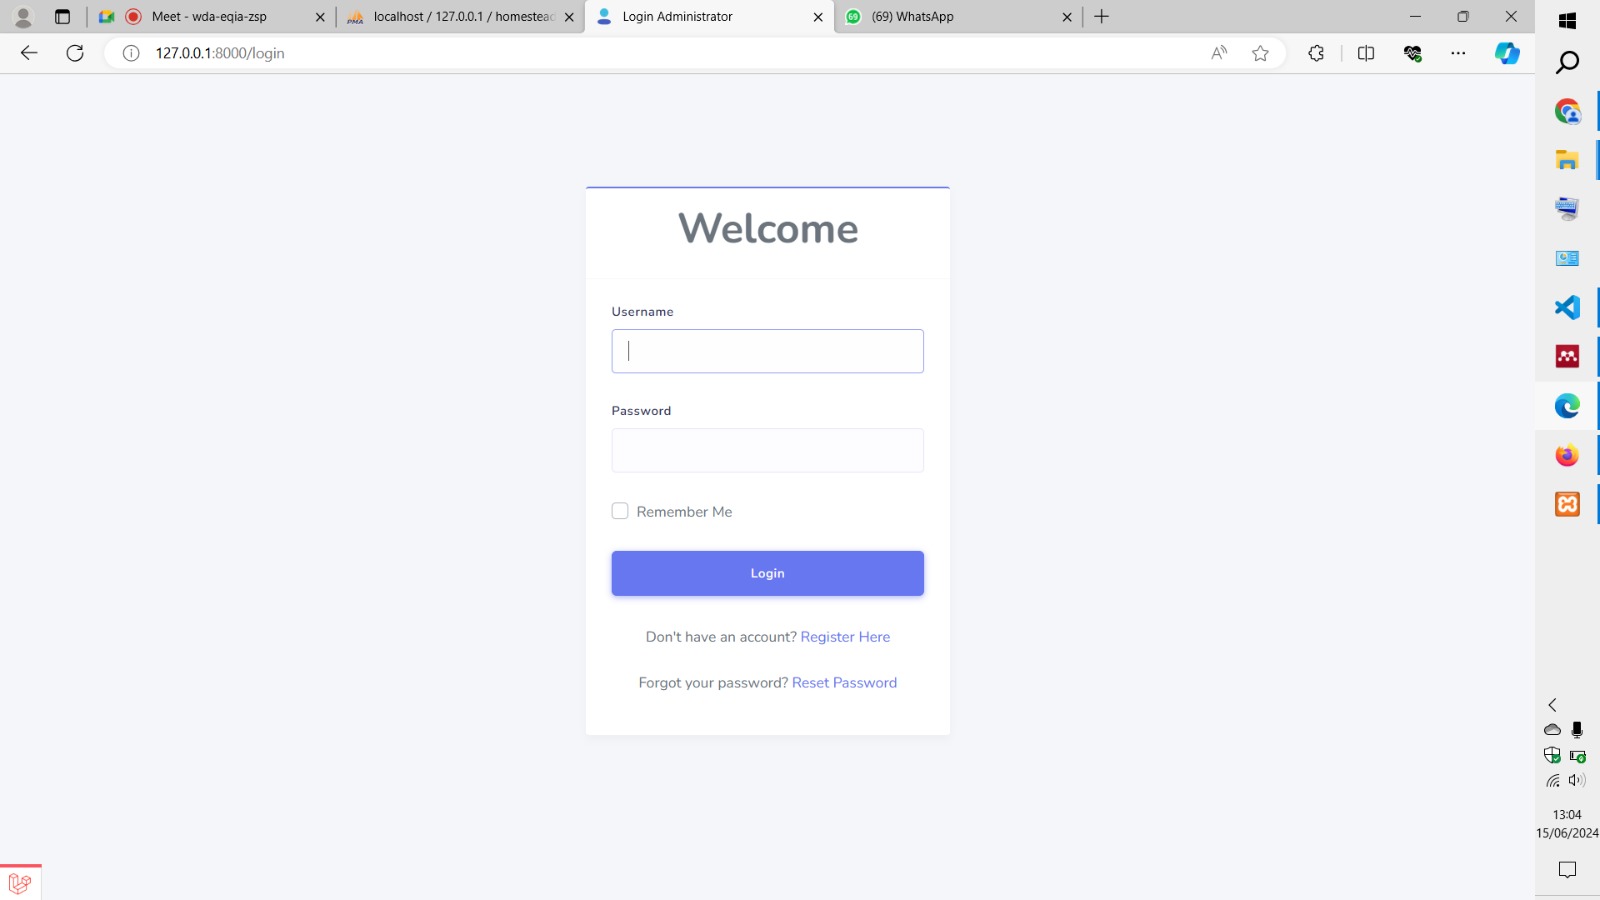 Meet - wda-eqia-zsp
localhost / 127.0.0.1 / homestead
Login Administrator
(69) WhatsApp
127.0.0.1:8000/login
Welcome
Username
Password
Remember Me
Login
Don't have an account? Register Here
Forgot your password? Reset Password
13:04
15/06/2024